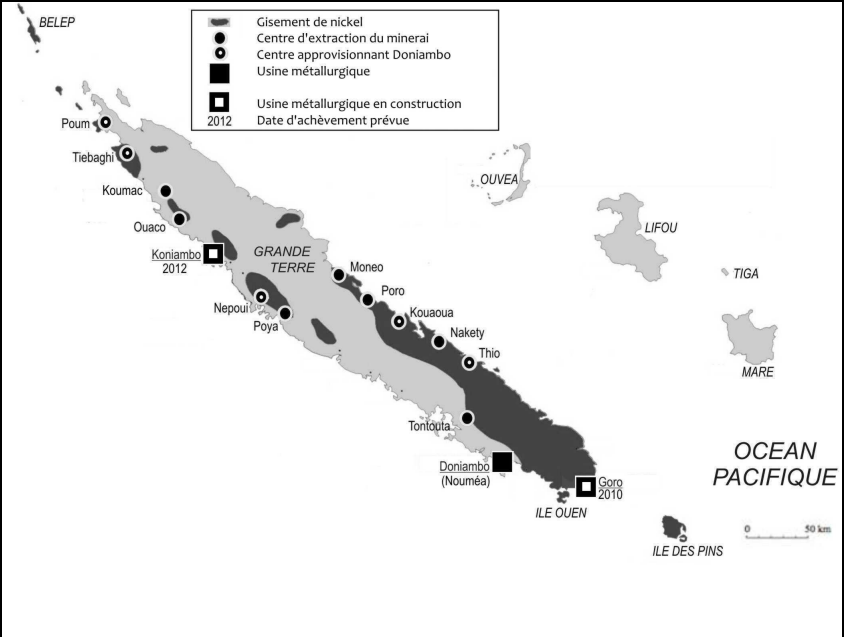 BELEP
Gisement de nickel
Centre d'extraction du minerai
Centre approvisionnant Doniambo
Usine métallurgique
Usine métallurgique en construction
2012 Date d'achèvement prévue
Poum
Tiebaghi
Koumac
Ouaco
Koniambo
2012
GRANDE
TERRE
OUVEA
LIFOU
TIGA
MARE
Moneo
Poro
Kouaoua
Nakety
Thio
Nepoui
Poya
Tontouta
Doniambo
(Nouméa)
Goro
2010
ILE OUEN
ILE DES PINS
OCEAN
PACIFIQUE
0 50 km